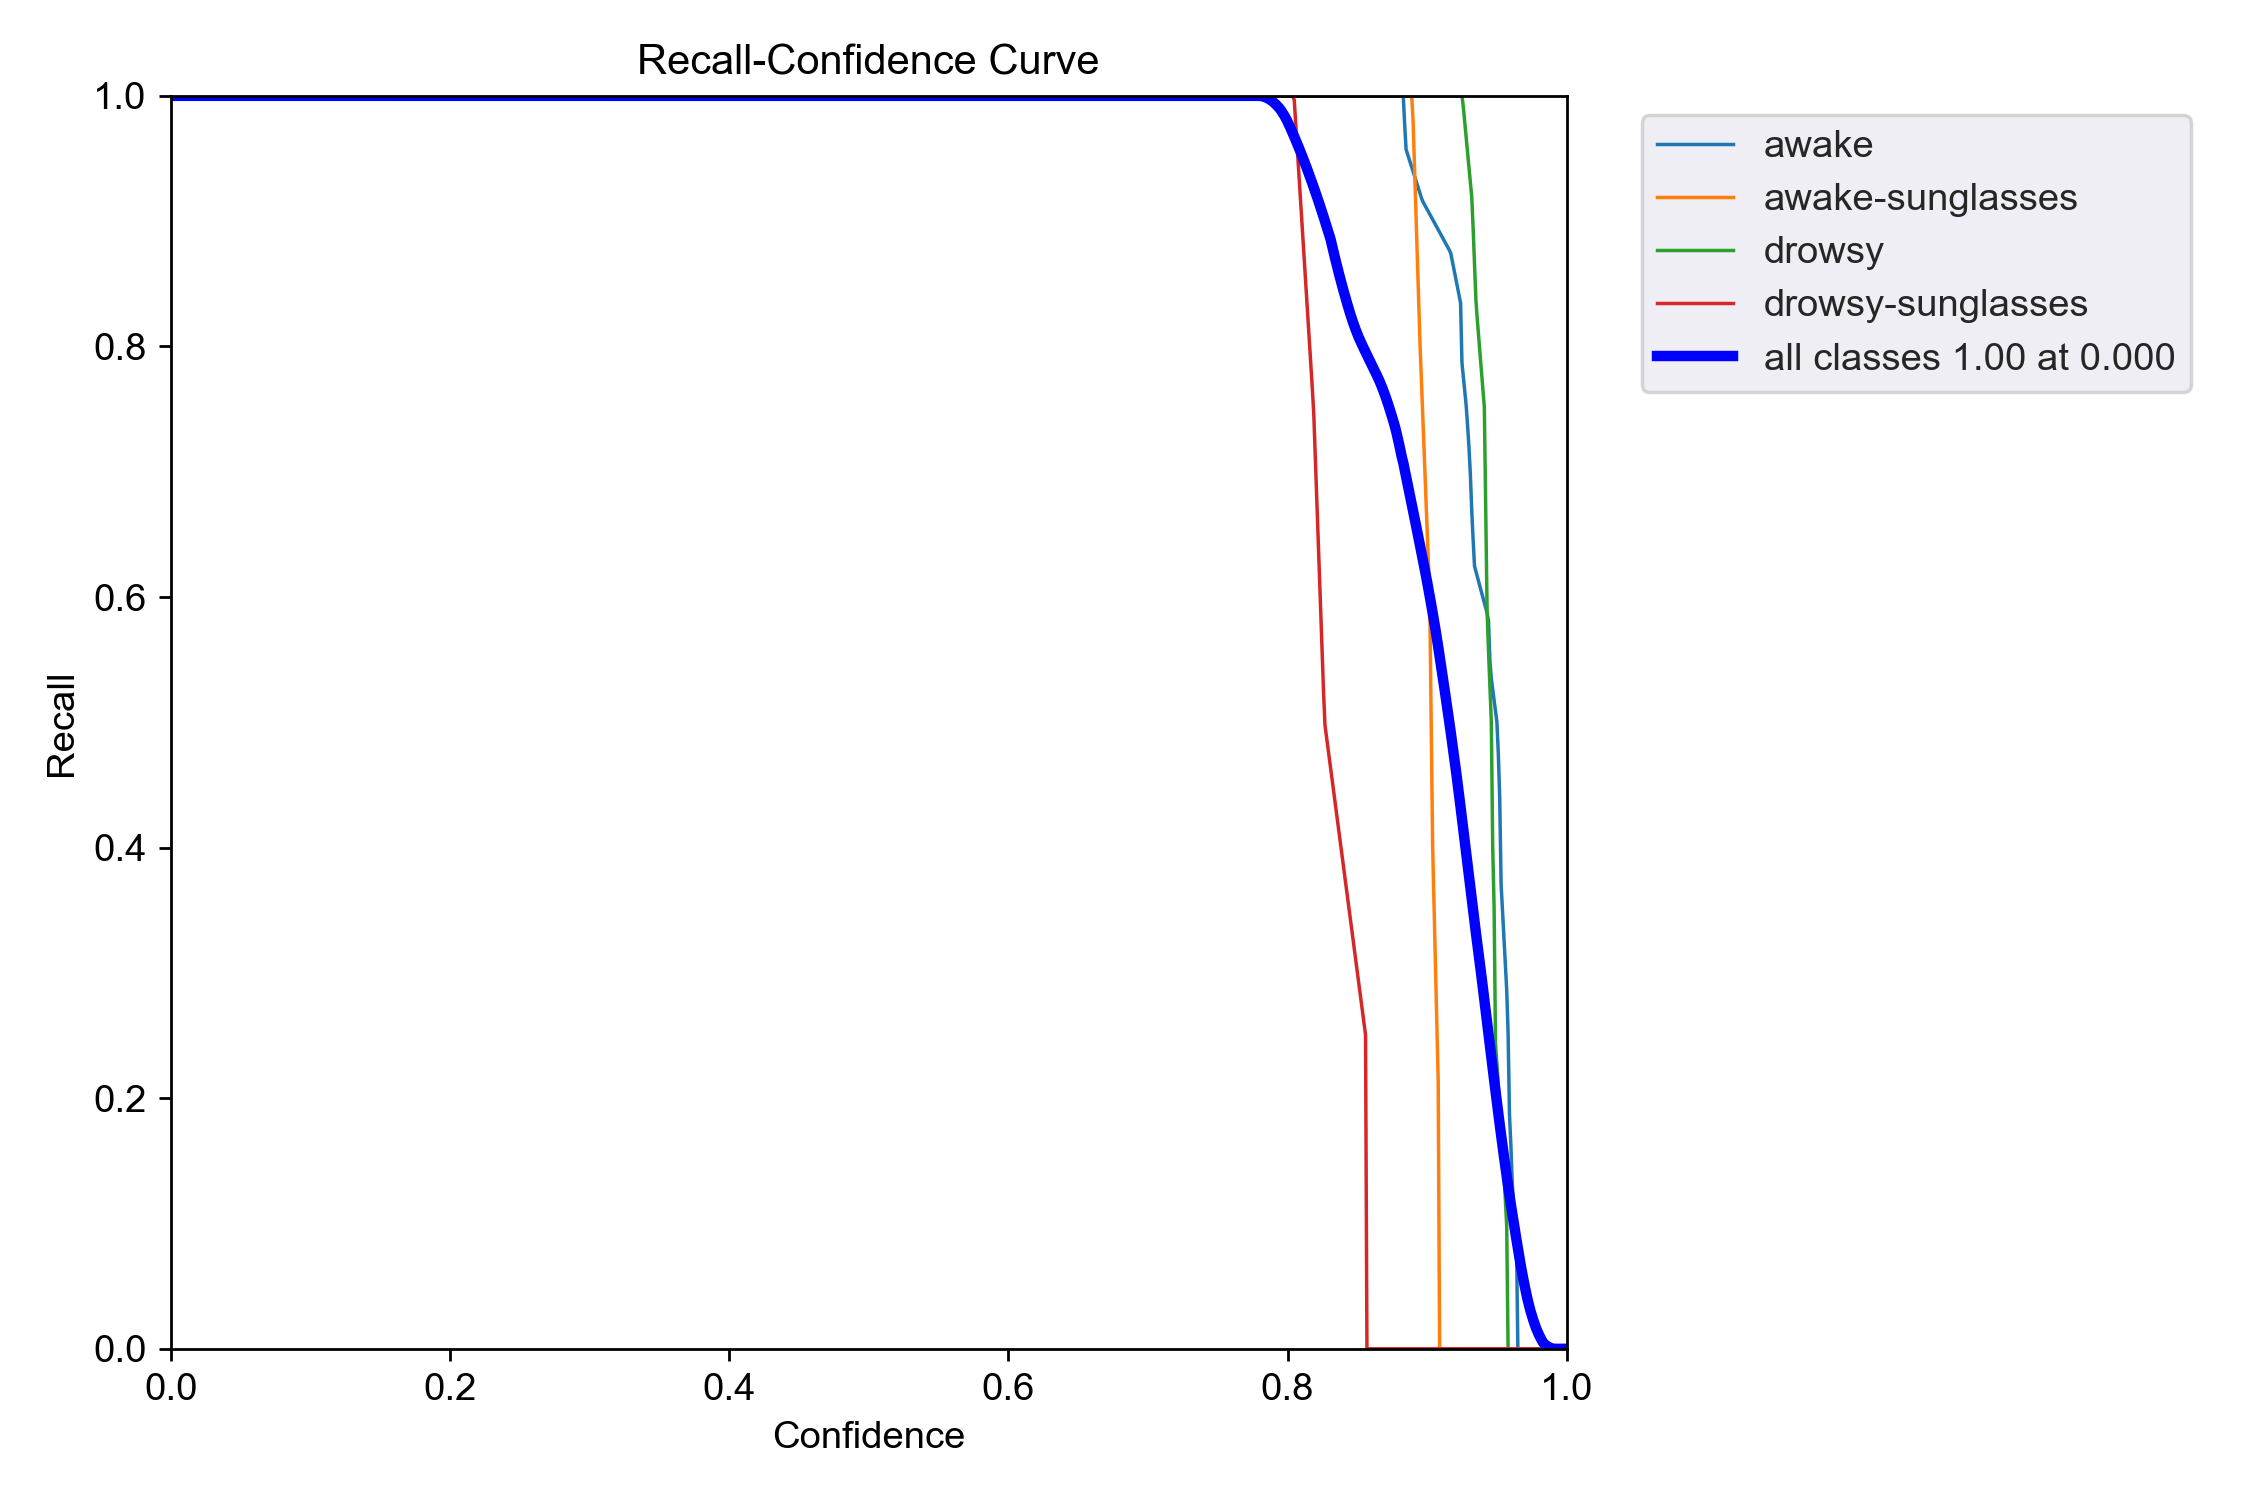 Recall-Confidence Curve
1.0
0.8
0.6
0.4
0.2
0.0
Recall
0.0 0.2 0.4 0.6 0.8 1.0
Confidence
awake
awake-sunglasses
drowsy
drowsy-sunglasses
all classes 1.00 at 0.000